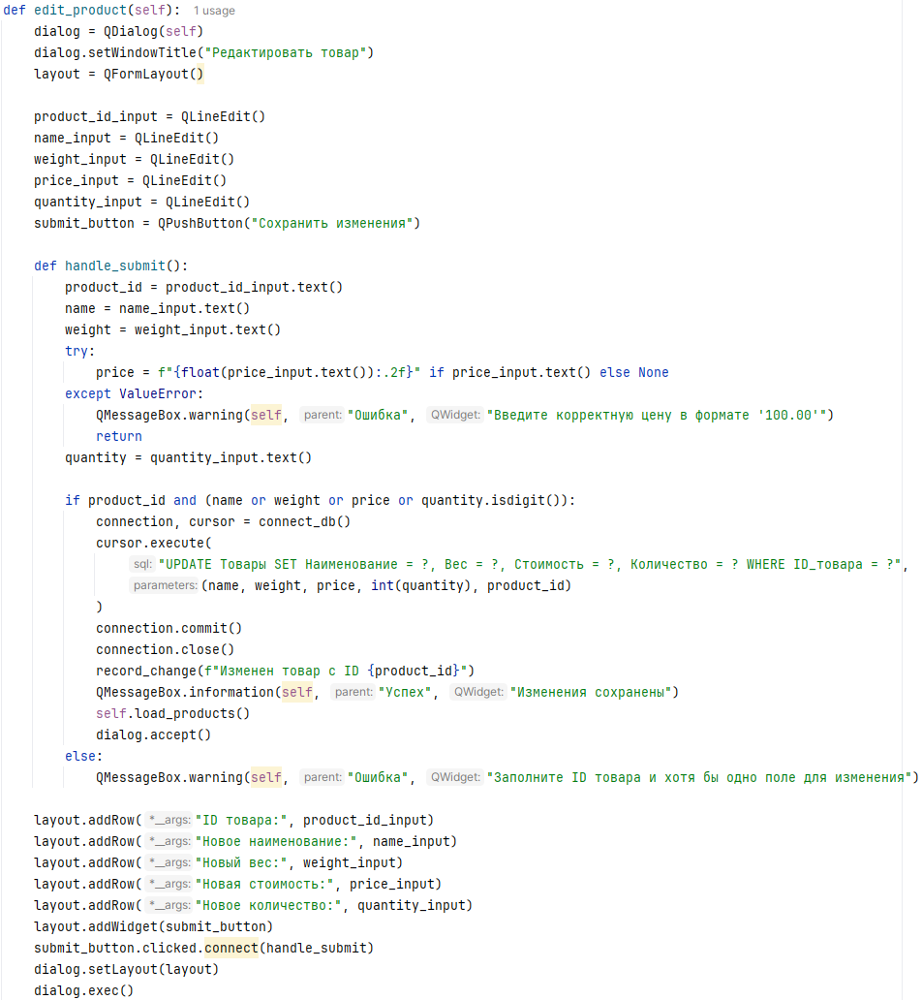 def edit_product(self): 1 usage
    dialog = QDialog(self)
    dialog.setWindowTitle("Редактировать товар")
    layout = QFormLayout()

    product_id_input = QLineEdit()
    name_input = QLineEdit()
    weight_input = QLineEdit()
    price_input = QLineEdit()
    quantity_input = QLineEdit()
    submit_button = QPushButton("Сохранить изменения")

    def handle_submit():
        product_id = product_id_input.text()
        name = name_input.text()
        weight = weight_input.text()
        try:
            price = f"{float(price_input.text()):.2f}" if price_input.text() else None
        except ValueError:
            QMessageBox.warning(self, parent: "Ошибка", QWidget: "Введите корректную цену в формате '100.00'")
            return
        quantity = quantity_input.text()

        if product_id and (name or weight or price or quantity.isdigit()):
            connection, cursor = connect_db()
            cursor.execute(
                sql: "UPDATE Товары SET Наименование = ?, Вес = ?, Стоимость = ?, Количество = ? WHERE ID_товара = ?",
                parameters: (name, weight, price, int(quantity), product_id)
            )
            connection.commit()
            connection.close()
            record_change(f"Изменен товар с ID {product_id}")
            QMessageBox.information(self, parent: "Успех", QWidget: "Изменения сохранены")
            self.load_products()
            dialog.accept()
        else:
            QMessageBox.warning(self, parent: "Ошибка", QWidget: "Заполните ID товара и хотя бы одно поле для изменения")

    layout.addRow( *__args: "ID товара:", product_id_input)
    layout.addRow( *__args: "Новое наименование:", name_input)
    layout.addRow( *__args: "Новый вес:", weight_input)
    layout.addRow( *__args: "Новая стоимость:", price_input)
    layout.addRow( *__args: "Новое количество:", quantity_input)
    layout.addWidget(submit_button)
    submit_button.clicked.connect(handle_submit)
    dialog.setLayout(layout)
    dialog.exec()